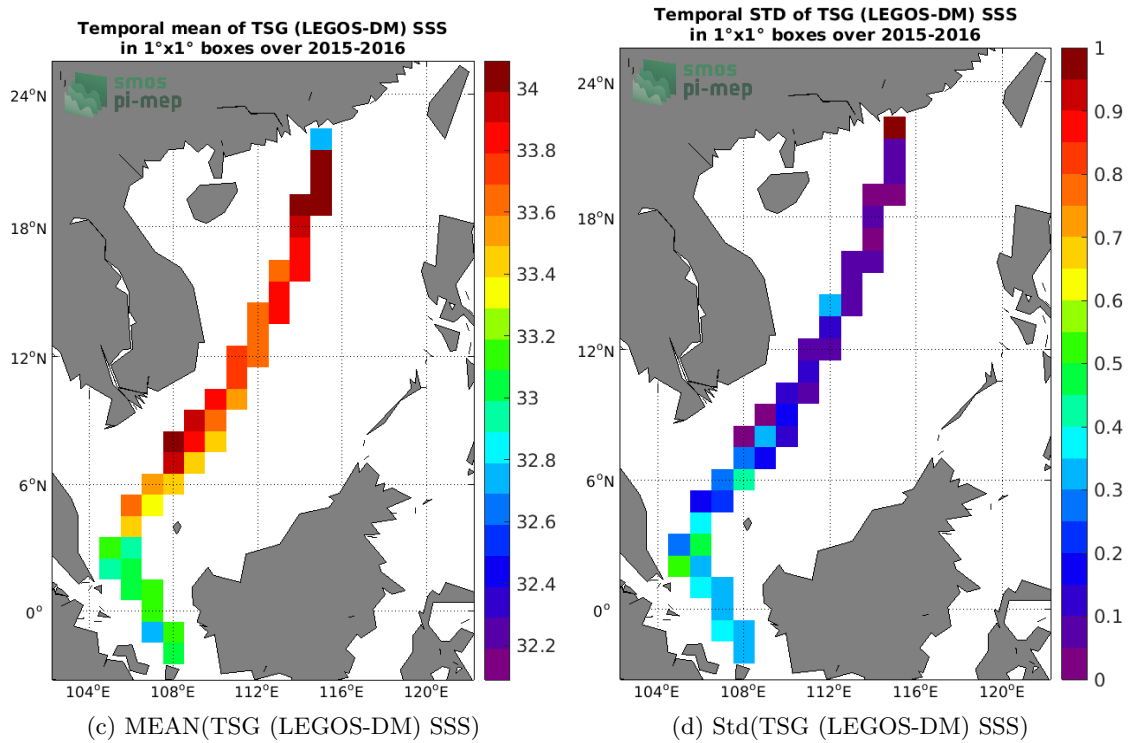 Temporal mean of TSG (LEGOS-DM) SSS
in 1°x1° boxes over 2015-2016
smos
pi-mep
24°N
18°N
12°N
6°N
0°
104°E
108°E
112°E
116°E
120°E
34
33.8
33.6
33.4
33.2
33
32.8
32.6
32.4
32.2
(c) MEAN(TSG (LEGOS-DM) SSS)
Temporal STD of TSG (LEGOS-DM) SSS
in 1°x1° boxes over 2015-2016
smos
pi-mep
24°N
18°N
12°N
6°N
0°
104°E
108°E
112°E
116°E
120°E
1
0.9
0.8
0.7
0.6
0.5
0.4
0.3
0.2
0.1
0
(d) Std(TSG (LEGOS-DM) SSS)